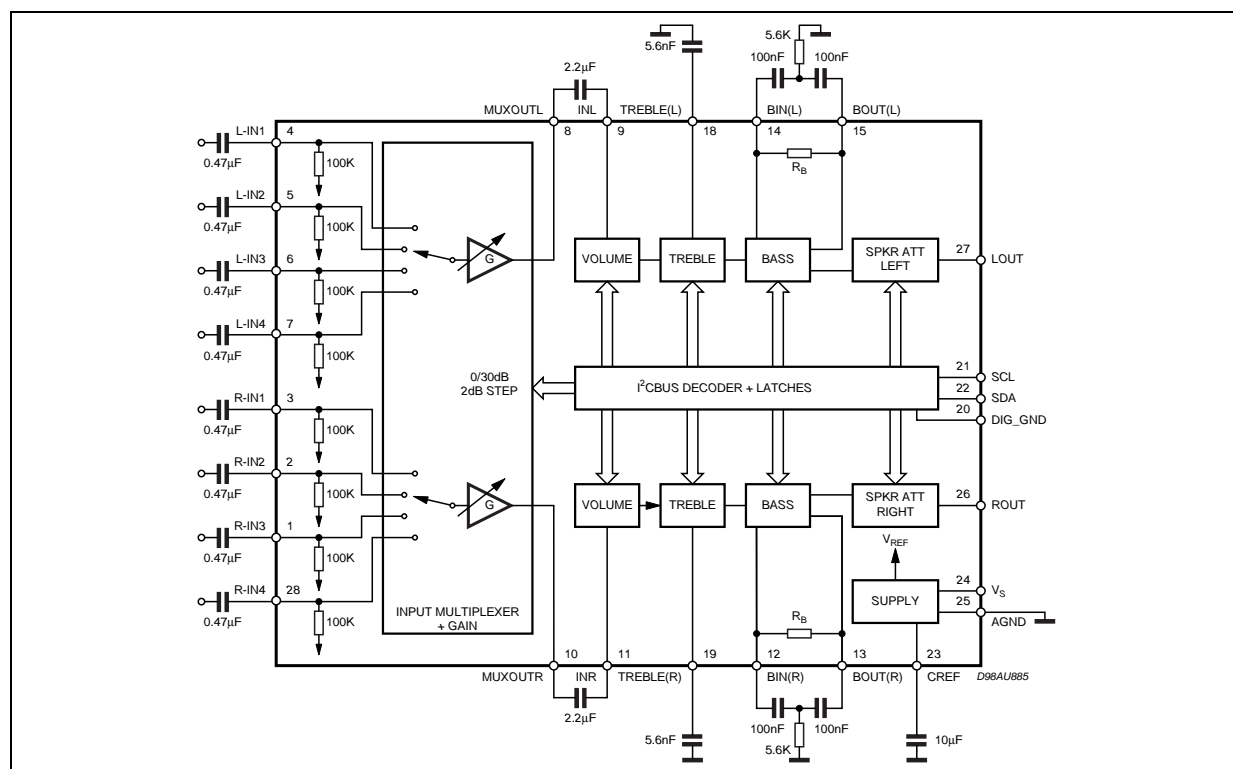 5.6K
5.6nF
100nF
100nF
2.2μF
MUXOUTL
INL
TREBLE(L)
BIN(L)
BOUT(L)
8
9
18
14
15
L-IN1
4
0.47μF
100K
R_B
L-IN2
5
0.47μF
100K
L-IN3
6
0.47μF
100K
G
VOLUME
TREBLE
BASS
SPKR ATT
LEFT
27
LOUT
L-IN4
7
0.47μF
100K
0/30dB
2dB STEP
I²CBUS DECODER + LATCHES
21
SCL
22
SDA
20
DIG_GND
R-IN1
3
0.47μF
100K
R-IN2
2
0.47μF
100K
G
VOLUME
TREBLE
BASS
SPKR ATT
RIGHT
26
ROUT
R-IN3
1
0.47μF
100K
V_REF
R-IN4
28
0.47μF
100K
INPUT MULTIPLEXER
+ GAIN
SUPPLY
24
V_S
25
AGND
R_B
10
11
19
12
13
23
MUXOUTR
INR
TREBLE(R)
BIN(R)
BOUT(R)
CREF
D98AU885
2.2μF
5.6nF
100nF
100nF
5.6K
10μF